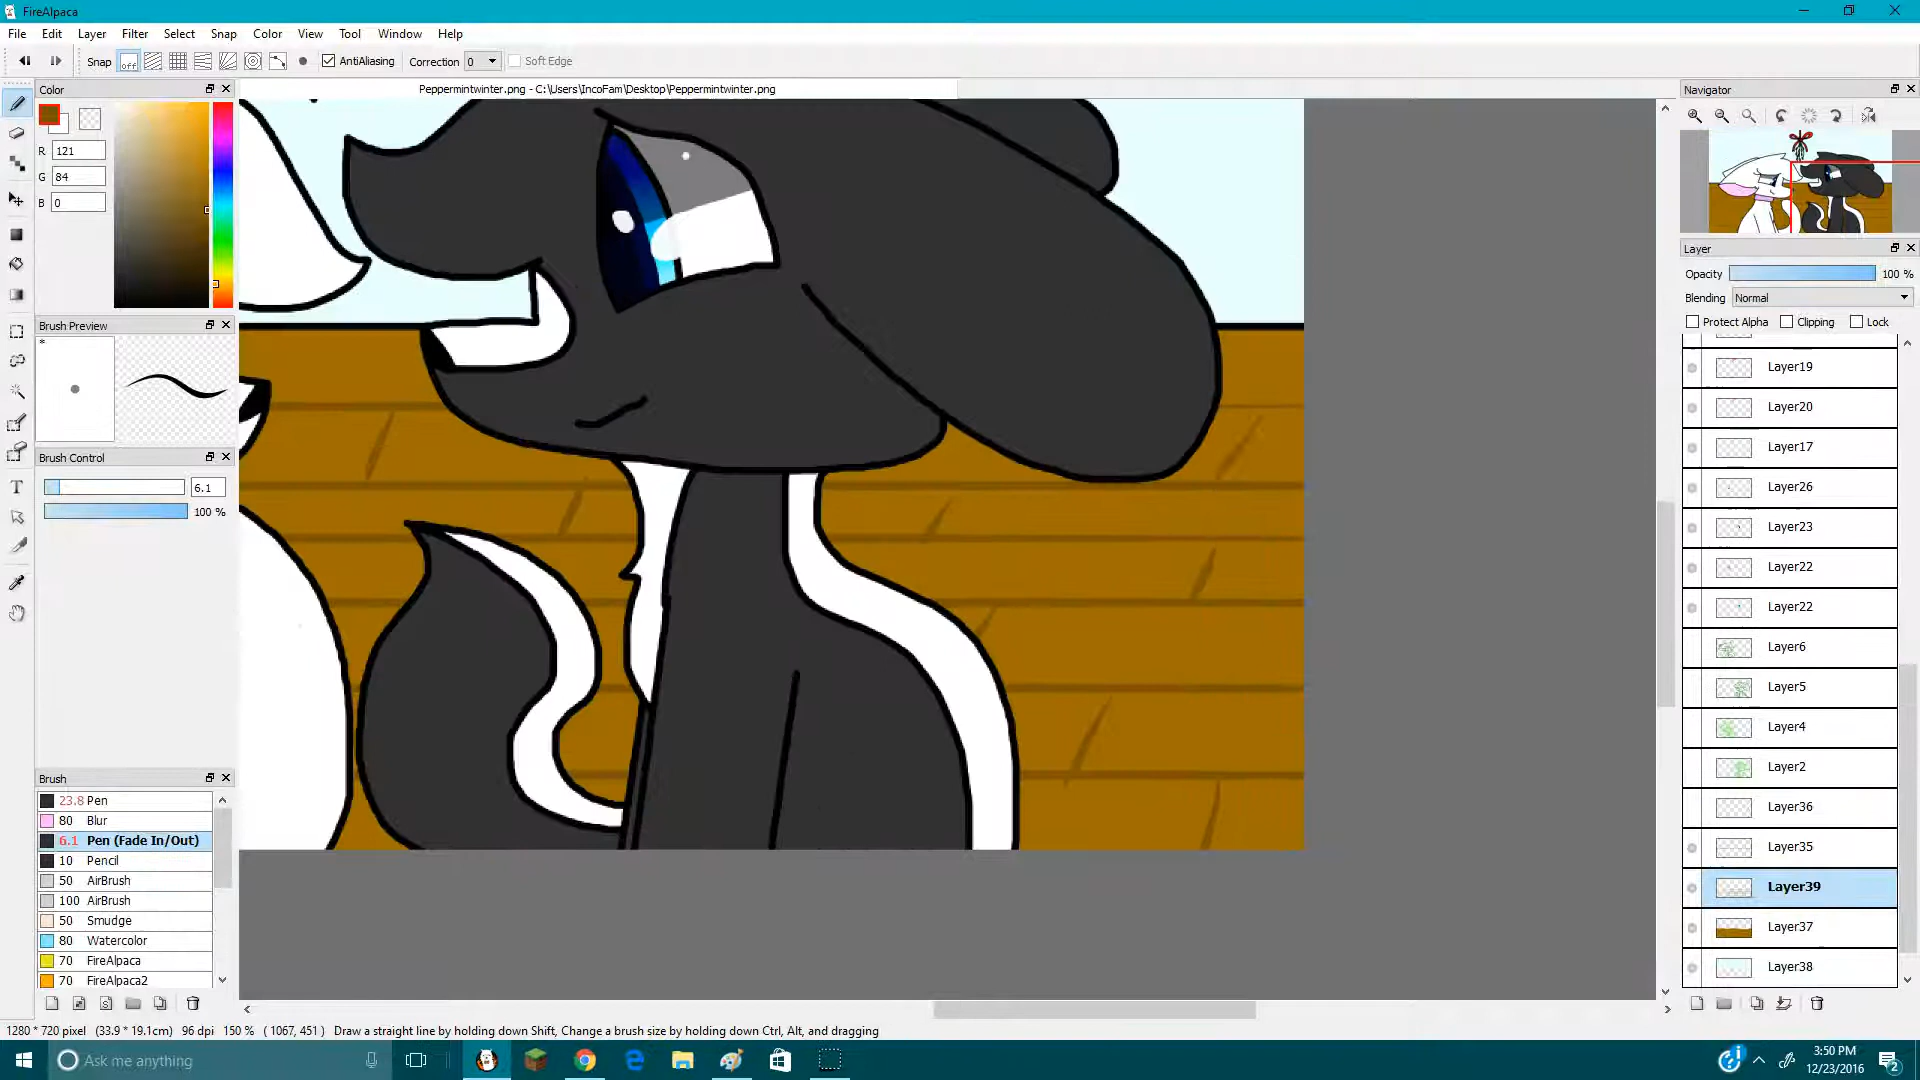 FireAlpaca
File Edit Layer Filter Select Snap Color View Tool Window Help
Snap off AntiAliasing Correction 0 Soft Edge
Color
Peppermintwinter.png - C:\Users\IncoFam\Desktop\Peppermintwinter.png
Navigator
R 121
G 84
B 0
Layer
Opacity 100 %
Blending Normal
Protect Alpha Clipping Lock
Brush Preview
*
Brush Control
6.1
100 %
Layer19
Layer20
Layer17
Layer26
Layer23
Layer22
Layer22
Layer6
Layer5
Layer4
Layer2
Layer36
Layer35
Layer39
Layer37
Layer38
Brush
23.8 Pen
80 Blur
6.1 Pen (Fade In/Out)
10 Pencil
50 AirBrush
100 AirBrush
50 Smudge
80 Watercolor
70 FireAlpaca
70 FireAlpaca2
1280 * 720 pixel (33.9 * 19.1cm) 96 dpi 150 % ( 1067, 451 ) Draw a straight line by holding down Shift, Change a brush size by holding down Ctrl, Alt, and dragging
Ask me anything
3:50 PM
12/23/2016
2